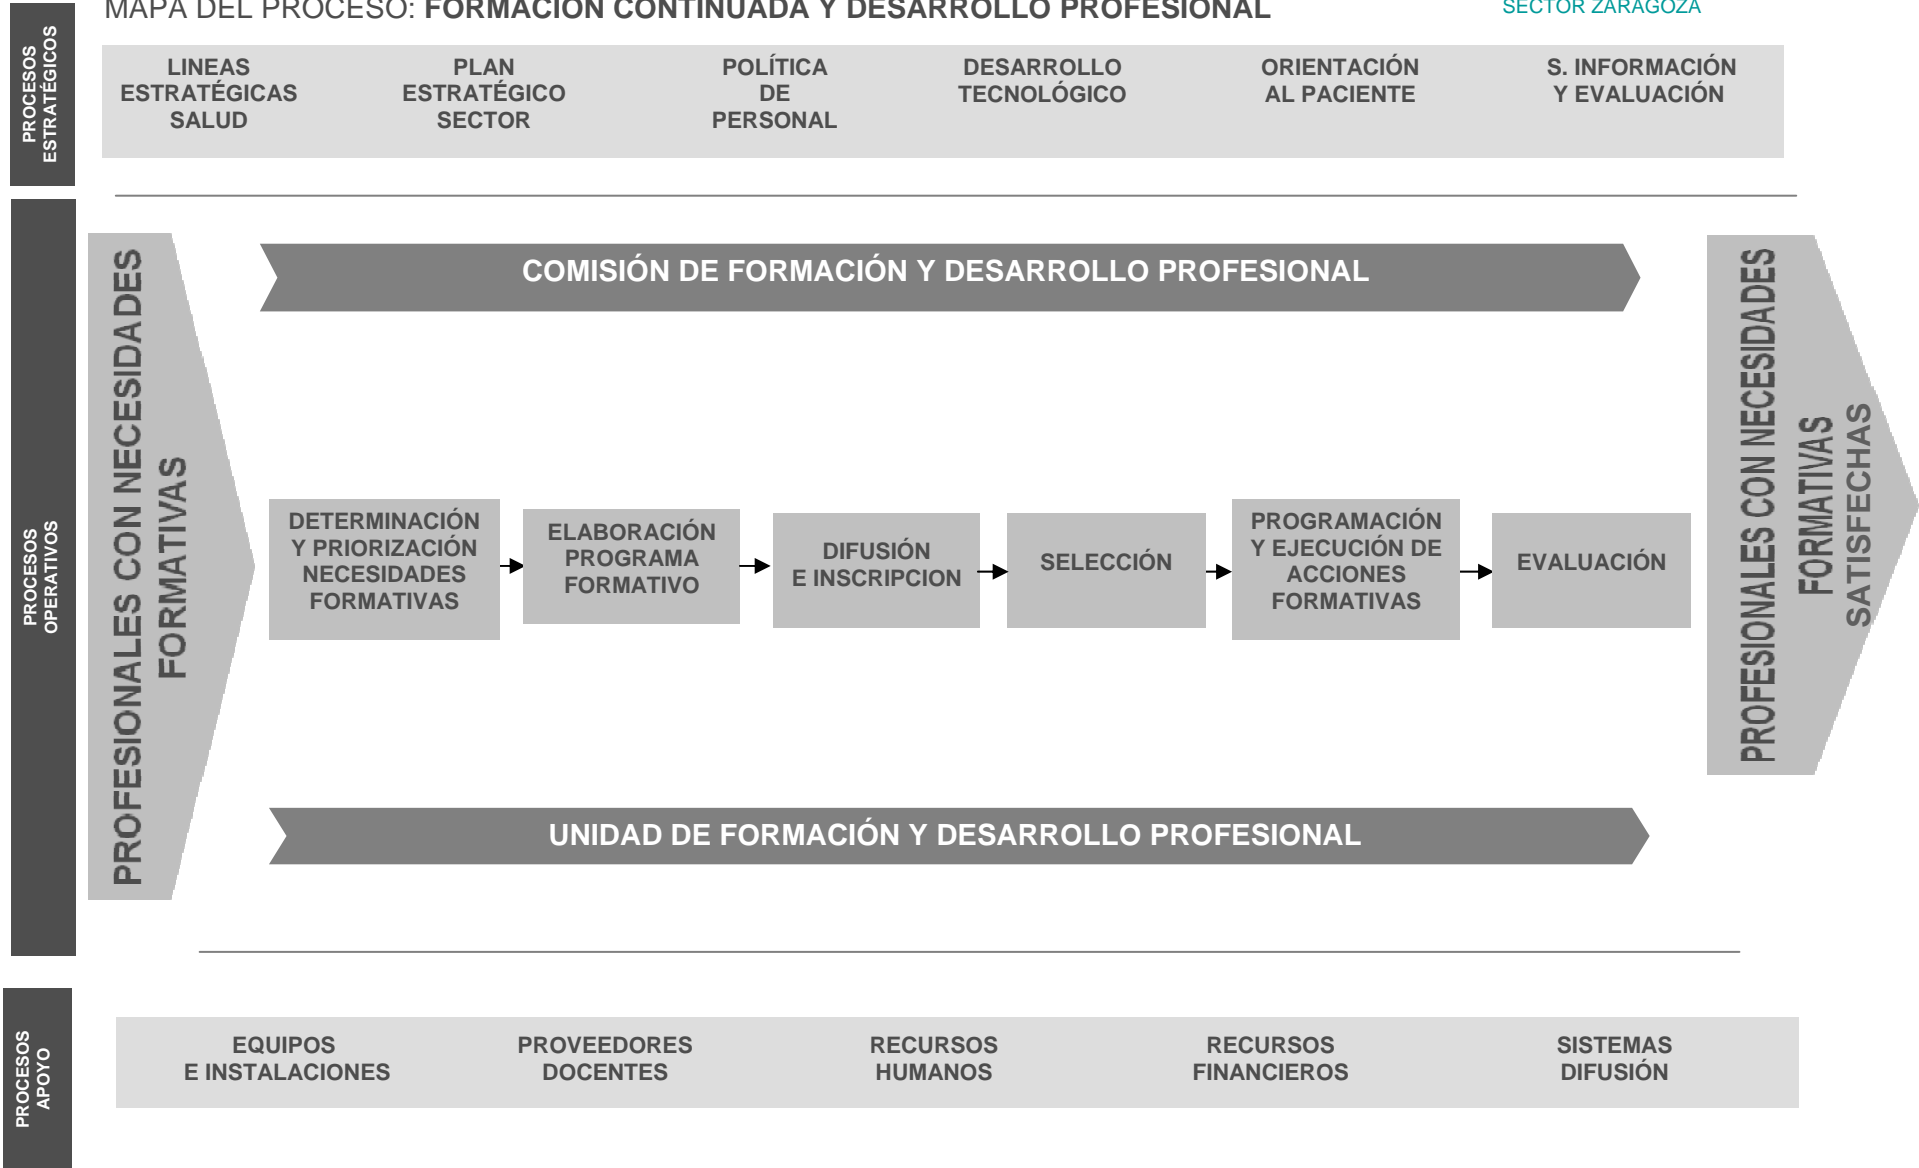 MAPA DEL PROCESO: FORMACIÓN CONTINUADA Y DESARROLLO PROFESIONAL
SECTOR ZARAGOZA
PROCESOS
ESTRATÉGICOS
LINEAS
ESTRATÉGICAS
SALUD
PLAN
ESTRATÉGICO
SECTOR
POLÍTICA
DE
PERSONAL
DESARROLLO
TECNOLÓGICO
ORIENTACIÓN
AL PACIENTE
S. INFORMACIÓN
Y EVALUACIÓN
PROCESOS
OPERATIVOS
PROFESIONALES CON NECESIDADES
FORMATIVAS
COMISIÓN DE FORMACIÓN Y DESARROLLO PROFESIONAL
DETERMINACIÓN
Y PRIORIZACIÓN
NECESIDADES
FORMATIVAS
ELABORACIÓN
PROGRAMA
FORMATIVO
DIFUSIÓN
E INSCRIPCION
SELECCIÓN
PROGRAMACIÓN
Y EJECUCIÓN DE
ACCIONES
FORMATIVAS
EVALUACIÓN
UNIDAD DE FORMACIÓN Y DESARROLLO PROFESIONAL
PROFESIONALES CON NECESIDADES
FORMATIVAS
SATISFECHAS
PROCESOS
APOYO
EQUIPOS
E INSTALACIONES
PROVEEDORES
DOCENTES
RECURSOS
HUMANOS
RECURSOS
FINANCIEROS
SISTEMAS
DIFUSIÓN